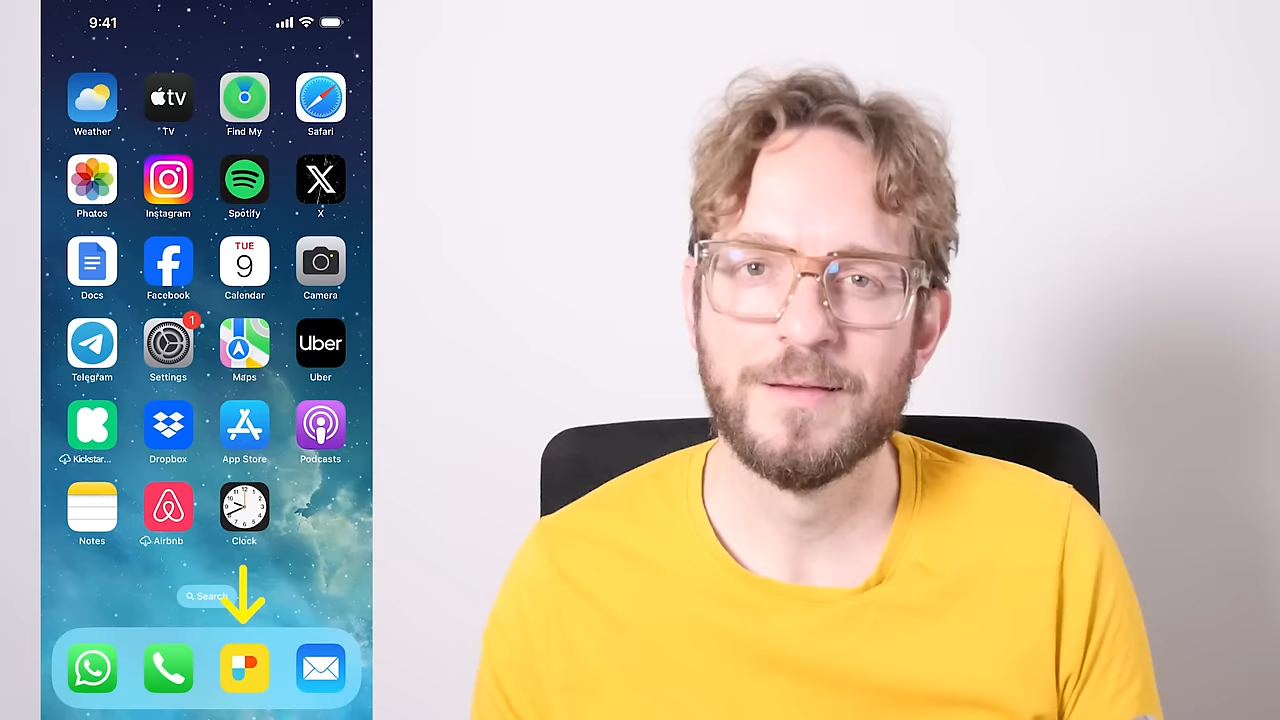 9:41
tv
Weather TV Find My Safari
Photos Instagram Spotify X
TUE
9
Docs Facebook Calendar Camera
1
Uber
Telegram Settings Maps Uber
Kickstar... Dropbox App Store Podcasts
Notes Airbnb Clock
Search